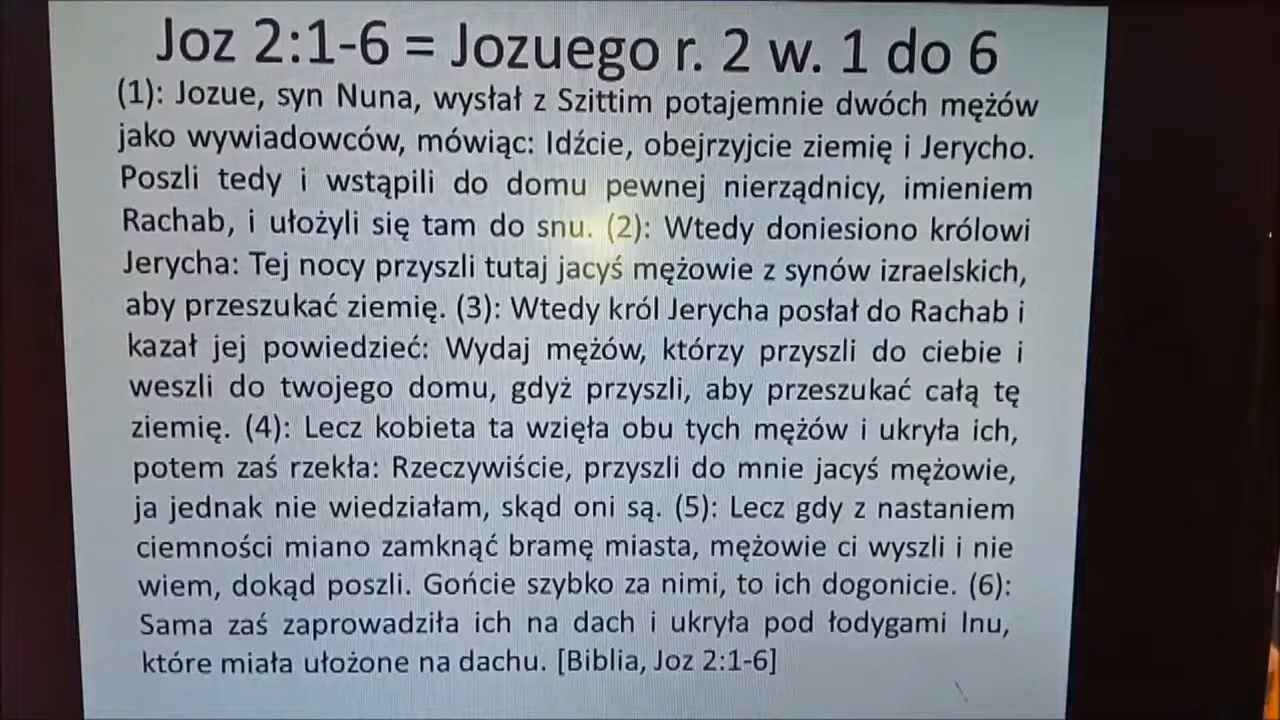 Joz 2:1-6 = Jozuego r. 2 w. 1 do 6
(1): Jozue, syn Nuna, wysłał z Szittim potajemnie dwóch mężów
jako wywiadowców, mówiąc: Idźcie, obejrzyjcie ziemię i Jerycho.
Poszli tedy i wstąpili do domu pewnej nierządnicy, imieniem
Rachab, i ułożyli się tam do snu. (2): Wtedy doniesiono królowi
Jerycha: Tej nocy przyszli tutaj jacyś mężowie z synów izraelskich,
aby przeszukać ziemię. (3): Wtedy król Jerycha posłał do Rachab i
kazał jej powiedzieć: Wydaj mężów, którzy przyszli do ciebie i
weszli do twojego domu, gdyż przyszli, aby przeszukać całą tę
ziemię. (4): Lecz kobieta ta wzięła obu tych mężów i ukryła ich,
potem zaś rzekła: Rzeczywiście, przyszli do mnie jacyś mężowie,
ja jednak nie wiedziałam, skąd oni są. (5): Lecz gdy z nastaniem
ciemności miano zamknąć bramę miasta, mężowie ci wyszli i nie
wiem, dokąd poszli. Gońcie szybko za nimi, to ich dogonicie. (6):
Sama zaś zaprowadziła ich na dach i ukryła pod łodygami lnu,
które miała ułożone na dachu. [Biblia, Joz 2:1-6]